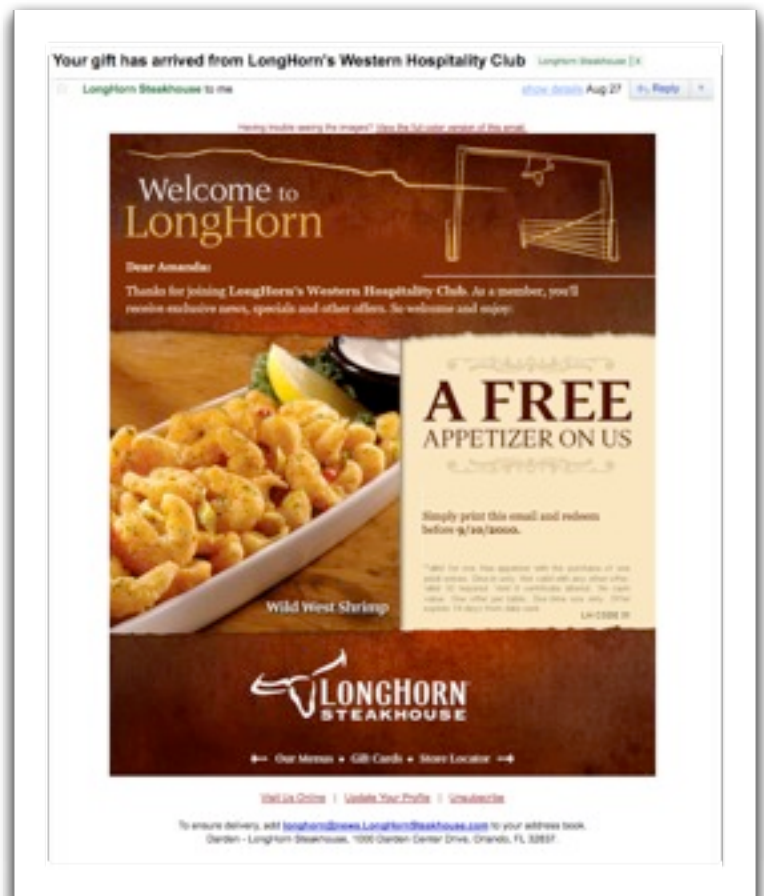 Your gift has arrived from LongHorn's Western Hospitality Club Longhorn Steakhouse X
LongHorn Steakhouse to me show details Aug 27 Reply
Having trouble seeing the images? View the full color version of this email.
Welcome to
LongHorn
Dear Amanda:
Thanks for joining LongHorn's Western Hospitality Club. As a member, you'll
receive exclusive news, specials and other offers. So welcome and enjoy:
A FREE
APPETIZER ON US
Simply print this email and redeem
before
Wild West Shrimp
LONGHORN
STEAKHOUSE
Our Menus • Gift Cards • Store Locator
Visit Us Online | Update Your Profile | Unsubscribe
To ensure delivery, add longhorn@news.LongHornSteakhouse.com to your address book.
Darden - LongHorn Steakhouse, 1000 Darden Center Drive, Orlando, FL 32837.